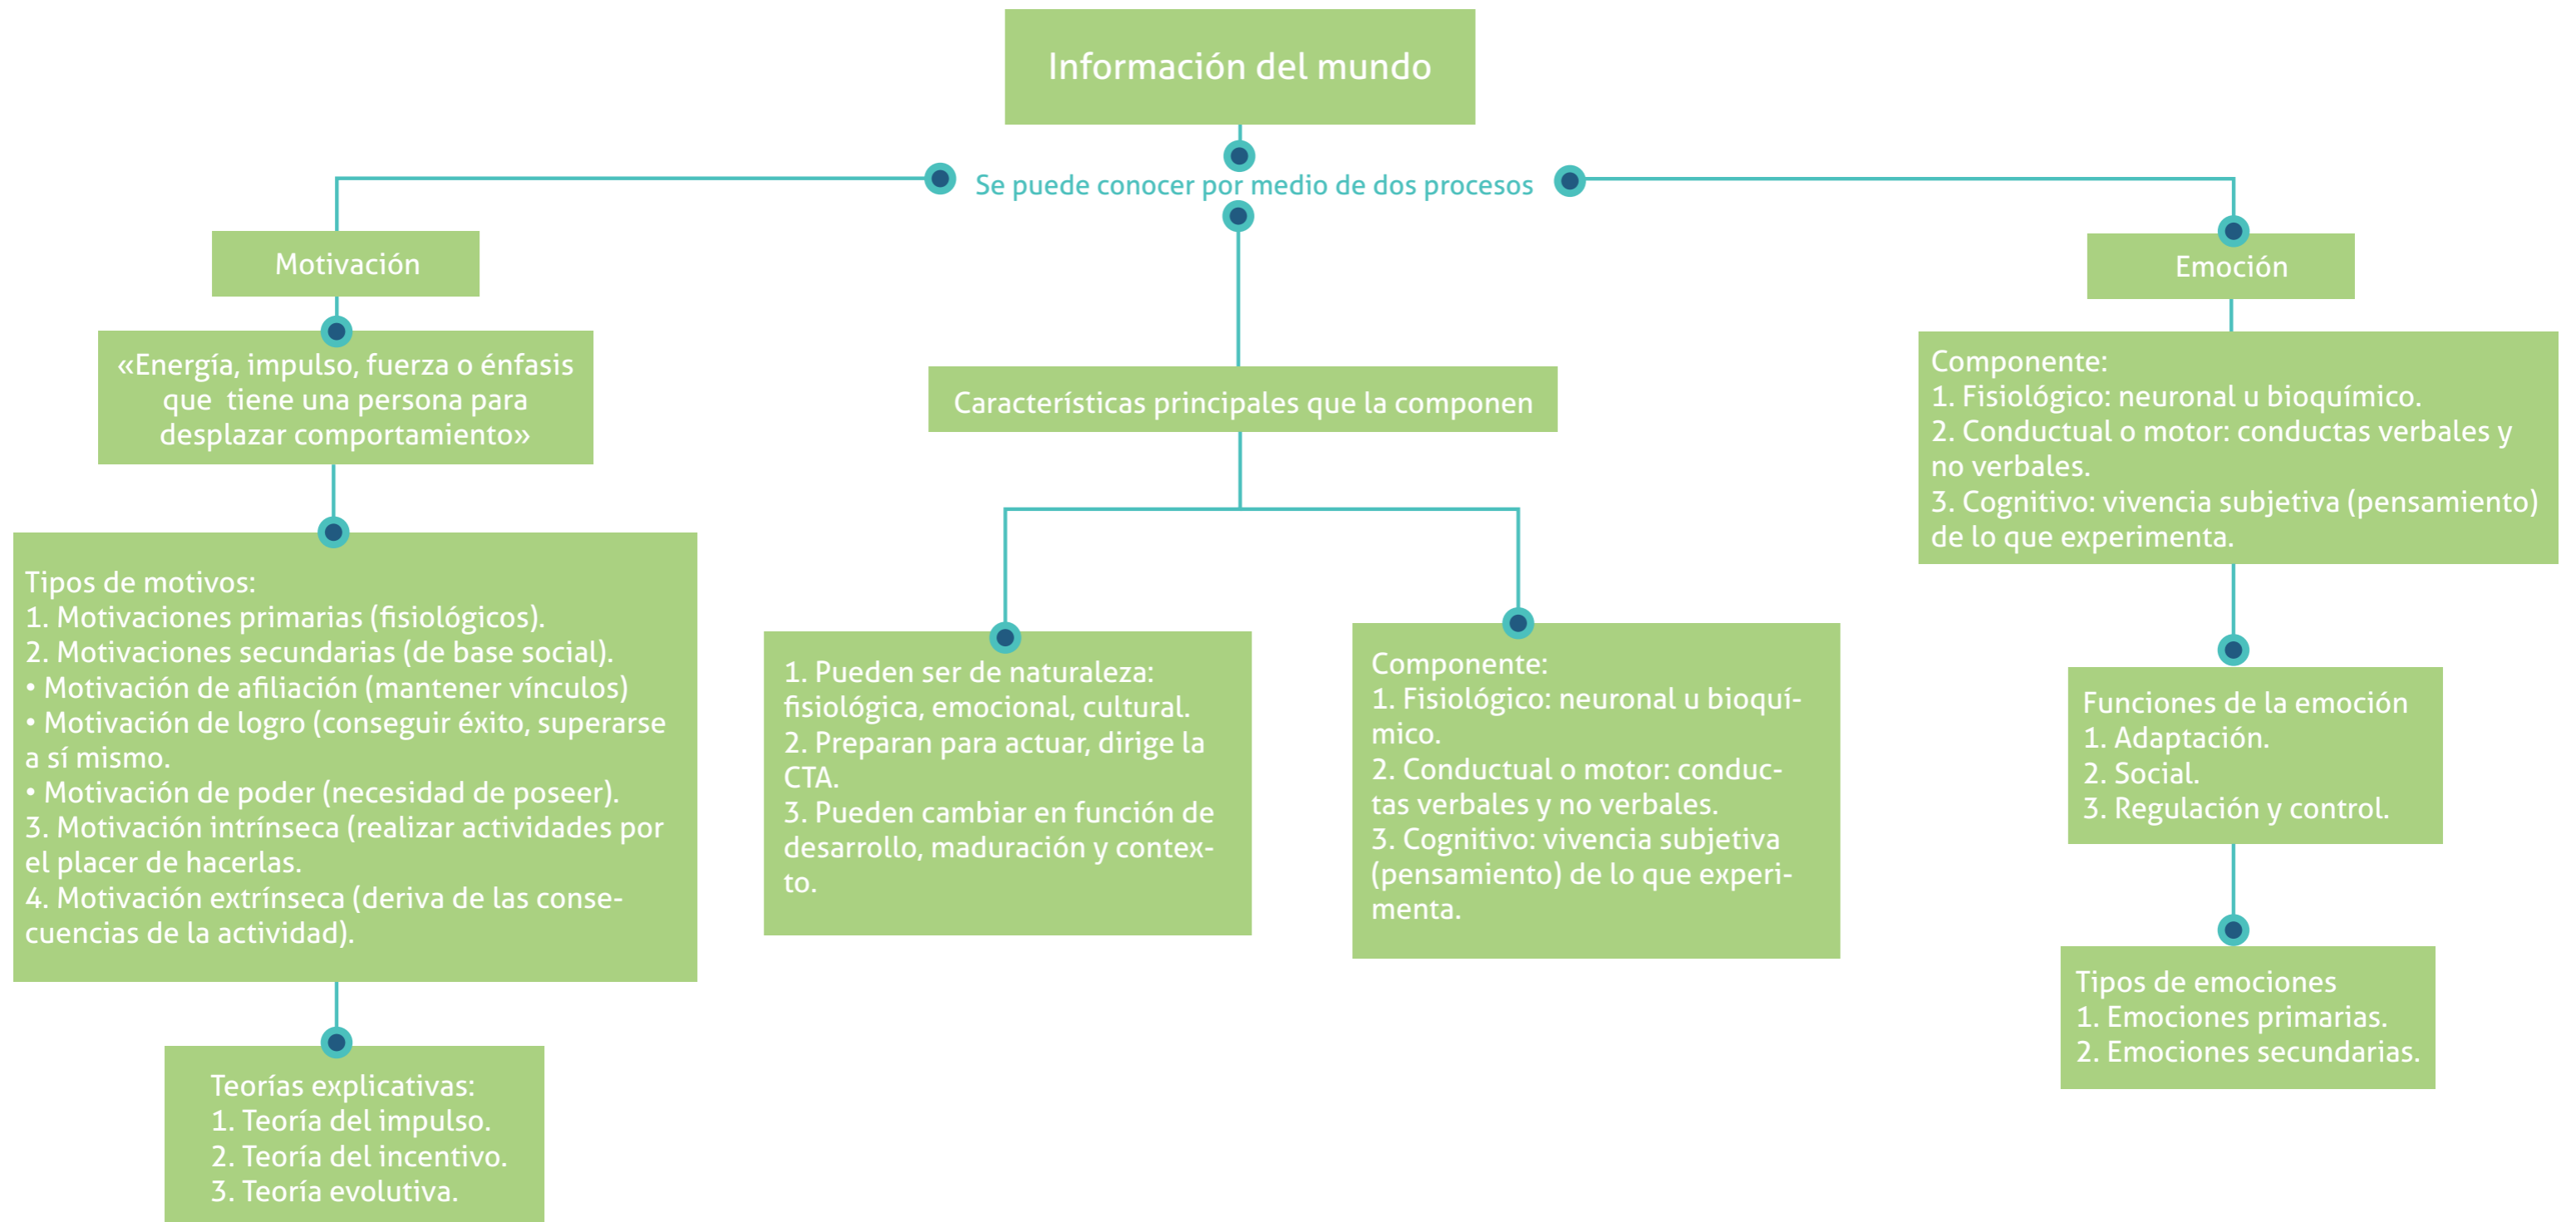 Información del mundo
Se puede conocer por medio de dos procesos
Motivación
«Energía, impulso, fuerza o énfasis
que tiene una persona para
desplazar comportamiento»
Tipos de motivos:
1. Motivaciones primarias (fisiológicos).
2. Motivaciones secundarias (de base social).
• Motivación de afiliación (mantener vínculos)
• Motivación de logro (conseguir éxito, superarse
a sí mismo.
• Motivación de poder (necesidad de poseer).
3. Motivación intrínseca (realizar actividades por
el placer de hacerlas.
4. Motivación extrínseca (deriva de las conse-
cuencias de la actividad).
Teorías explicativas:
1. Teoría del impulso.
2. Teoría del incentivo.
3. Teoría evolutiva.
Características principales que la componen
1. Pueden ser de naturaleza:
fisiológica, emocional, cultural.
2. Preparan para actuar, dirige la
CTA.
3. Pueden cambiar en función de
desarrollo, maduración y contex-
to.
Componente:
1. Fisiológico: neuronal u bioquí-
mico.
2. Conductual o motor: conduc-
tas verbales y no verbales.
3. Cognitivo: vivencia subjetiva
(pensamiento) de lo que experi-
menta.
Emoción
Componente:
1. Fisiológico: neuronal u bioquímico.
2. Conductual o motor: conductas verbales y
no verbales.
3. Cognitivo: vivencia subjetiva (pensamiento)
de lo que experimenta.
Funciones de la emoción
1. Adaptación.
2. Social.
3. Regulación y control.
Tipos de emociones
1. Emociones primarias.
2. Emociones secundarias.